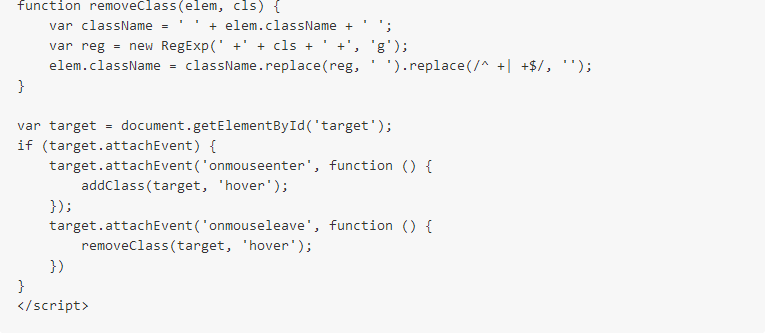 function removeClass(elem, cls) {
    var className = ' ' + elem.className + ' ';
    var reg = new RegExp(' +' + cls + ' +', 'g');
    elem.className = className.replace(reg, ' ').replace(/^ +| +$/, '');
}

var target = document.getElementById('target');
if (target.attachEvent) {
    target.attachEvent('onmouseenter', function () {
        addClass(target, 'hover');
    });
    target.attachEvent('onmouseleave', function () {
        removeClass(target, 'hover');
    })
}
</script>